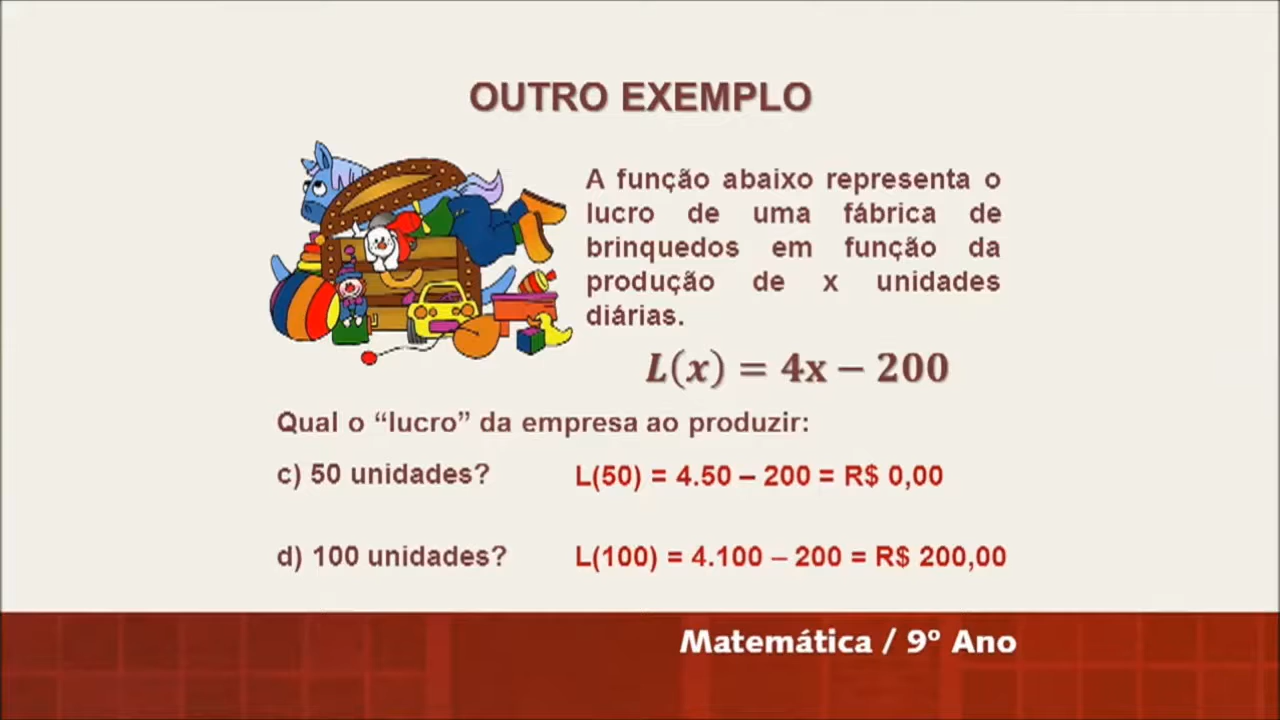 OUTRO EXEMPLO
A função abaixo representa o
lucro de uma fábrica de
brinquedos em função da
produção de x unidades
diárias.
L(x) = 4x − 200
Qual o “lucro” da empresa ao produzir:
c) 50 unidades? L(50) = 4.50 – 200 = R$ 0,00
d) 100 unidades? L(100) = 4.100 – 200 = R$ 200,00
Matemática / 9º Ano